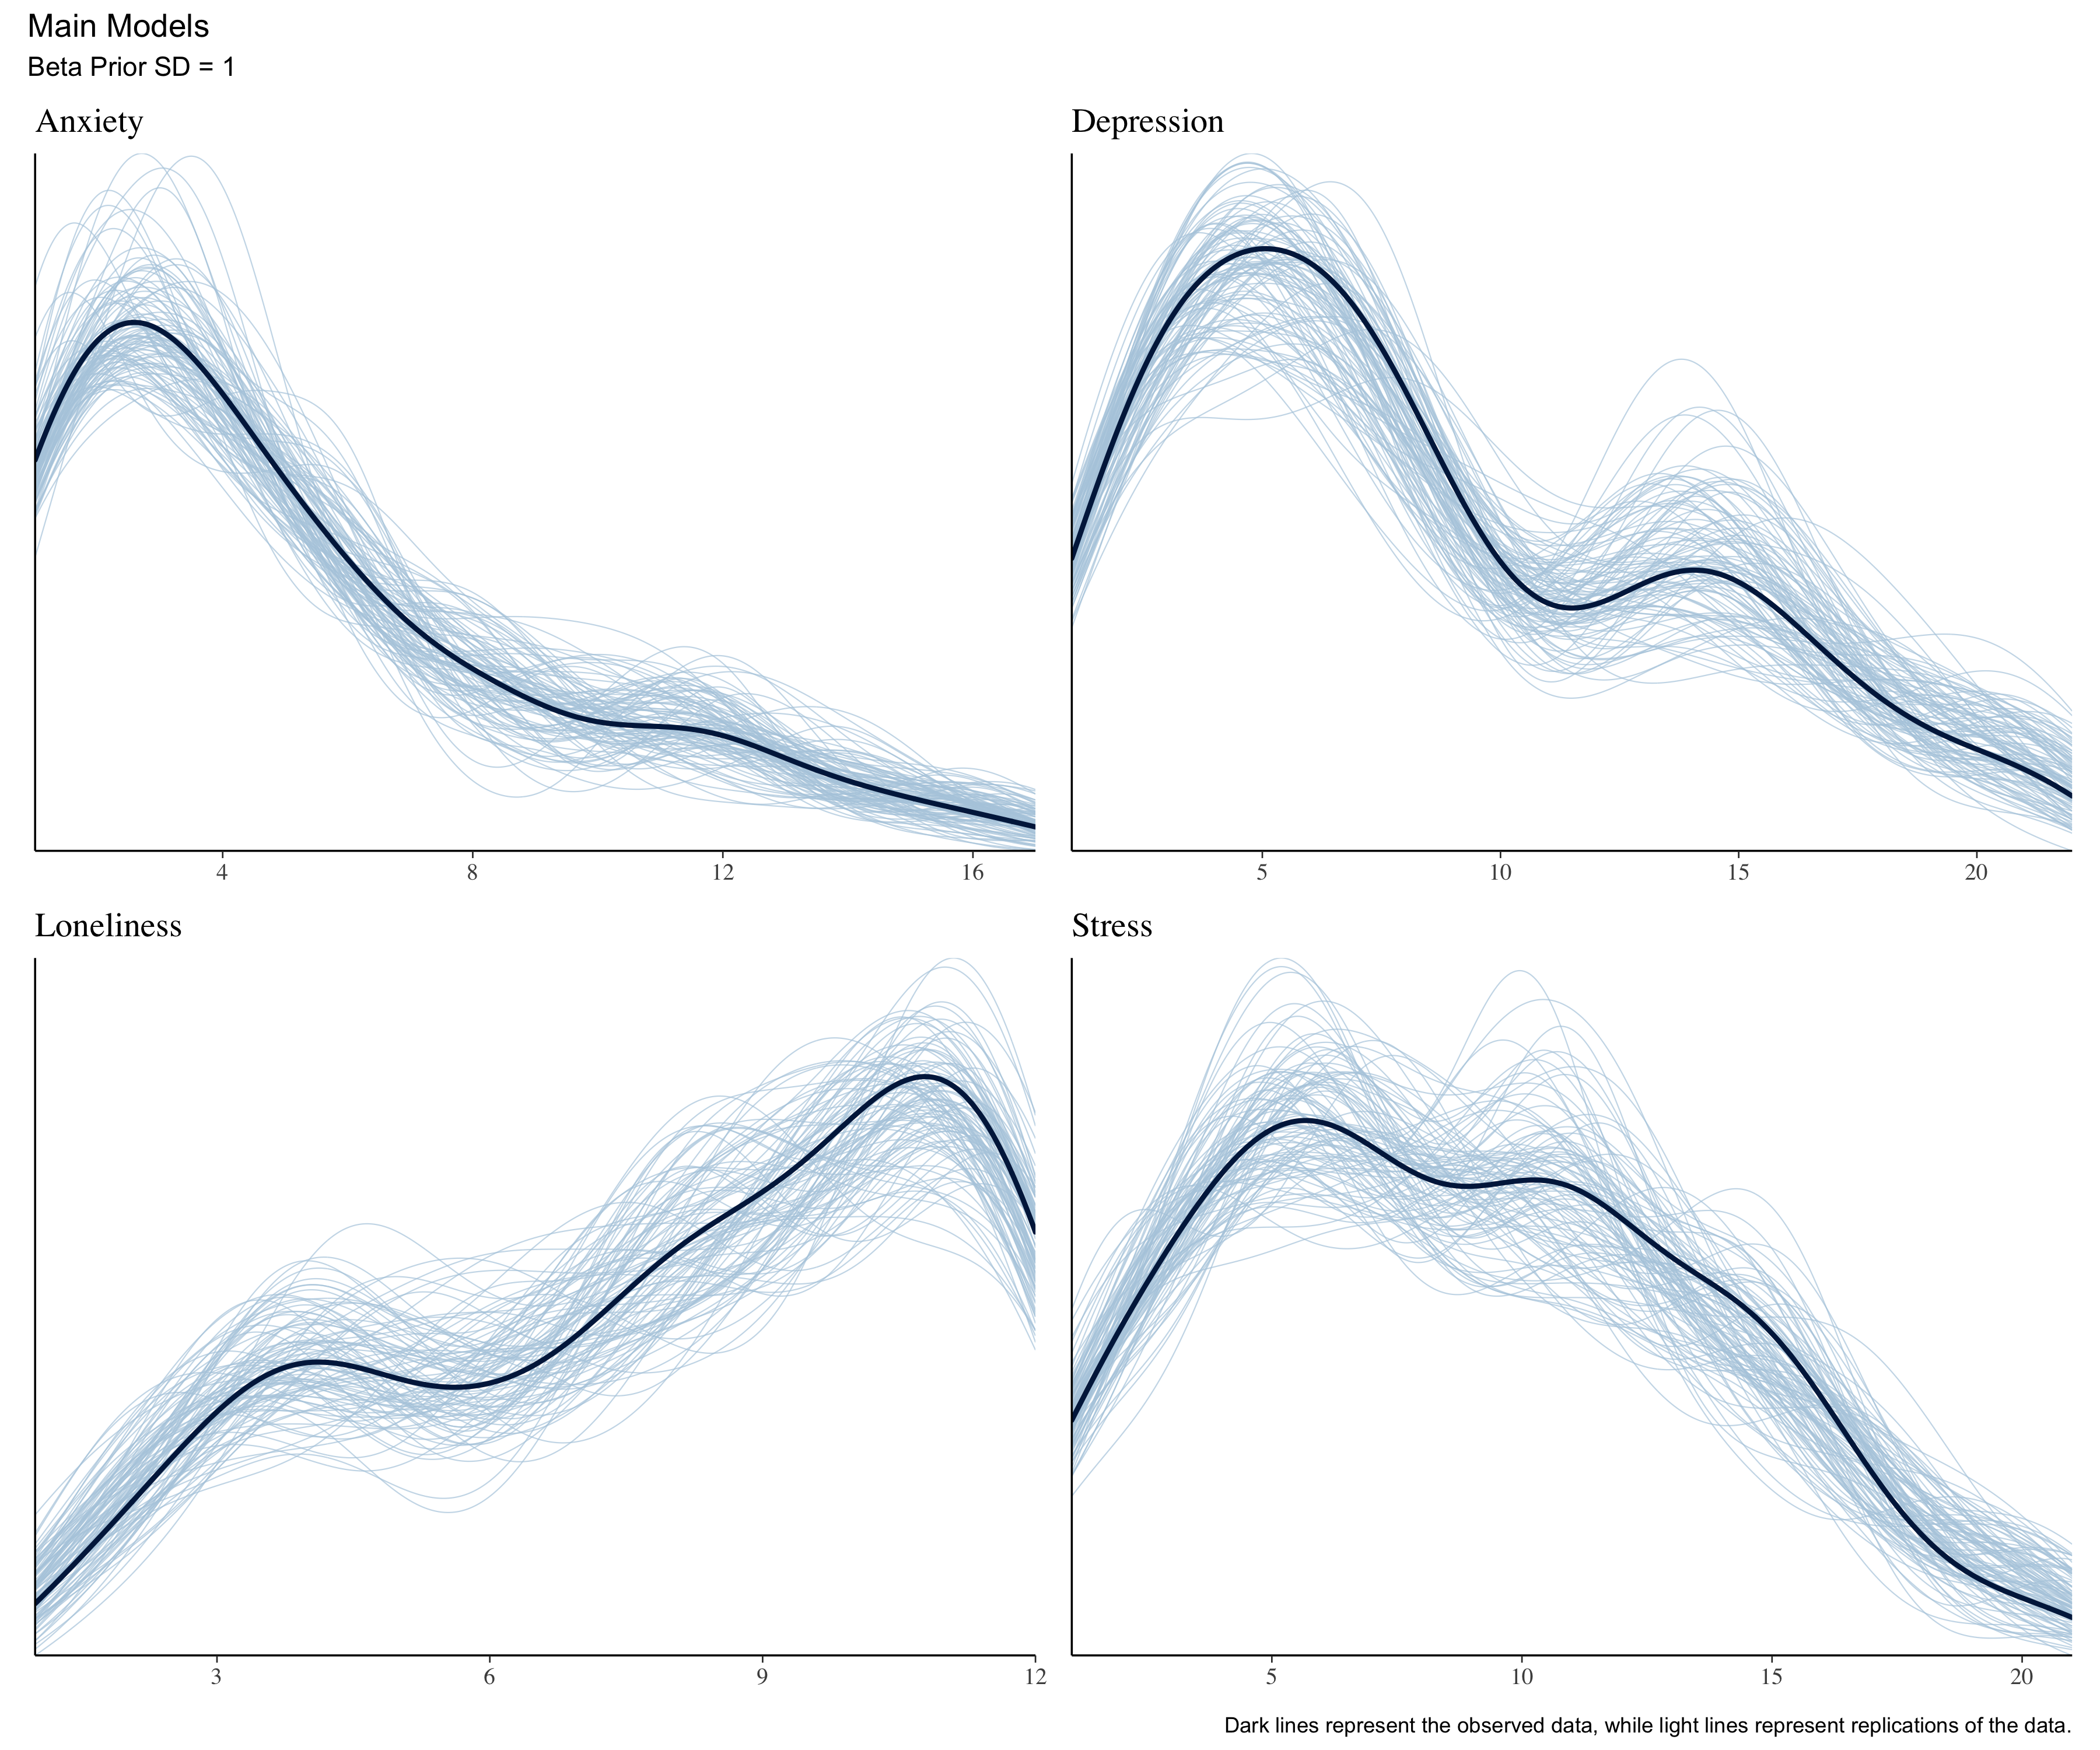 Main Models
Beta Prior SD = 1
Anxiety
4 8 12 16
Depression
5 10 15 20
Loneliness
3 6 9 12
Stress
5 10 15 20
Dark lines represent the observed data, while light lines represent replications of the data.